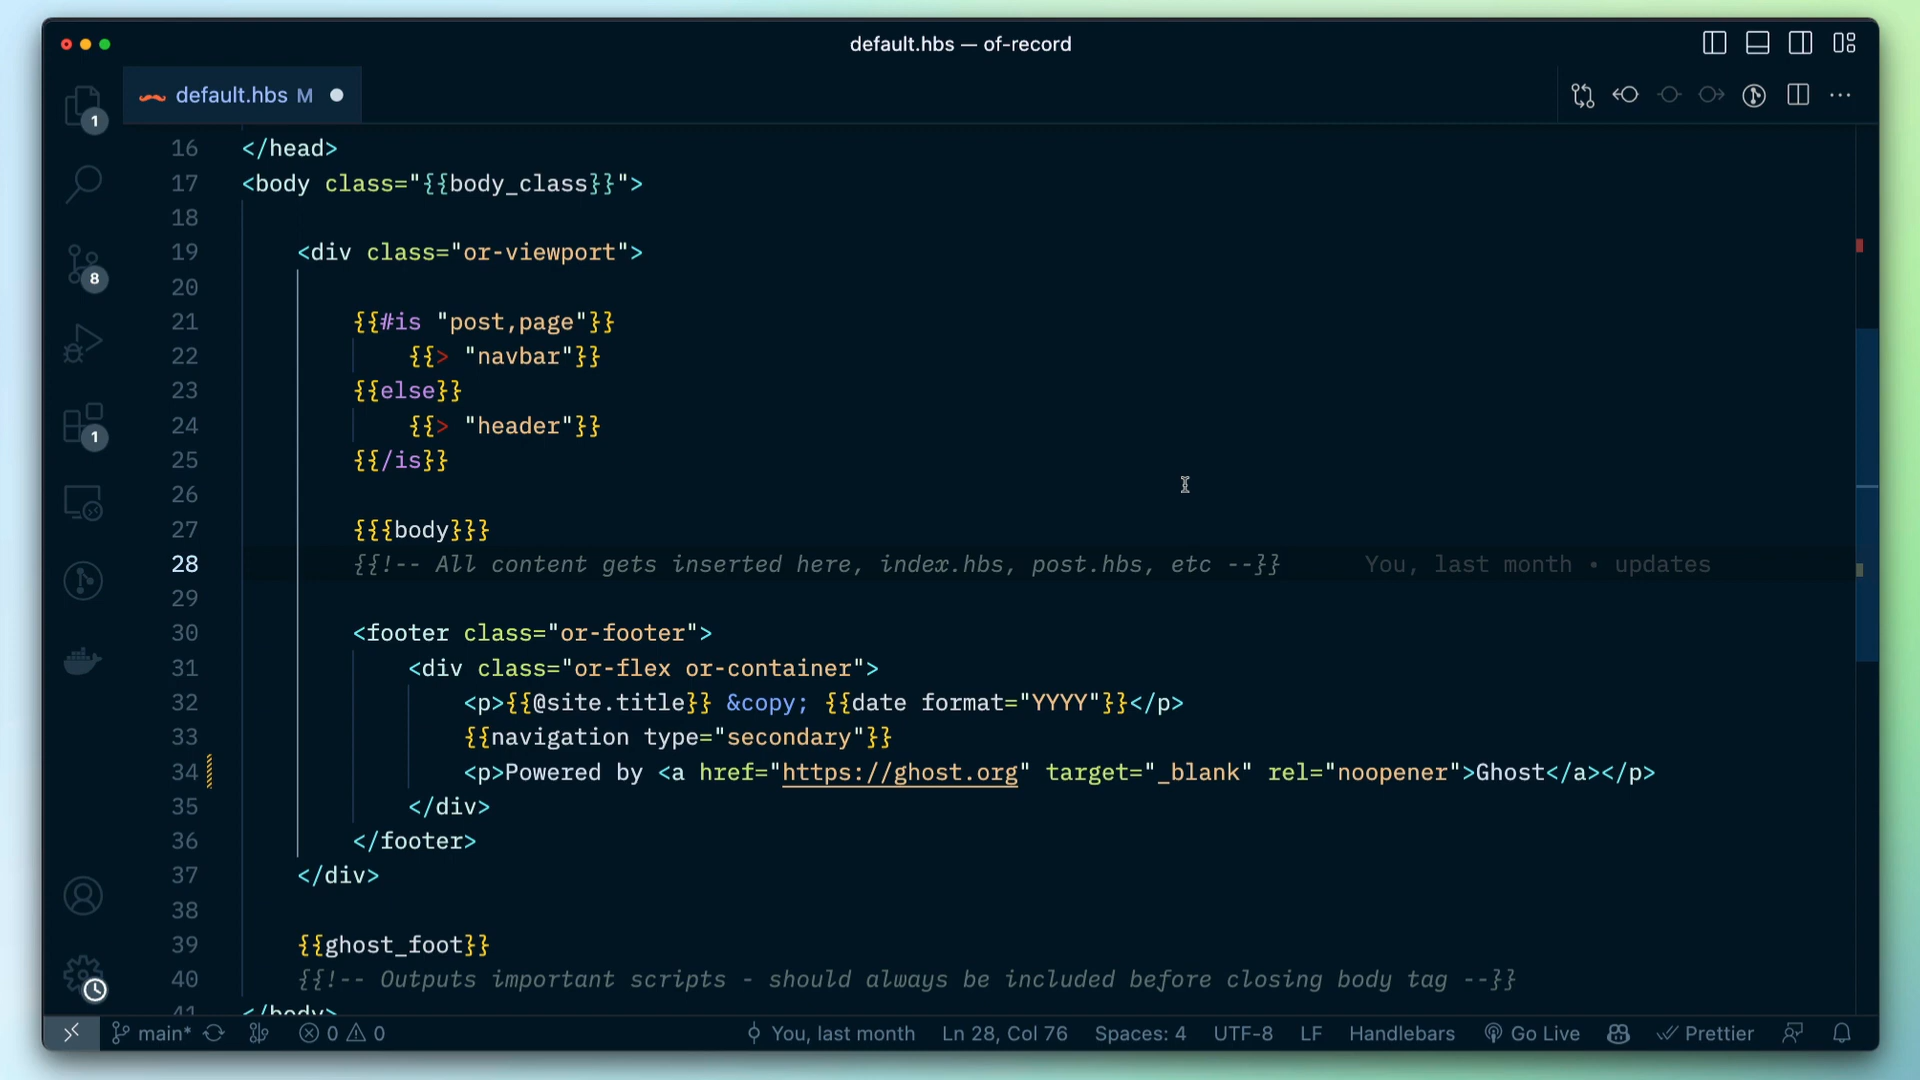 default.hbs — of-record
default.hbs M
1
8
1
16 </head>
17 <body class="{{body_class}}">
18
19 <div class="or-viewport">
20
21 {{#is "post,page"}}
22 {{> "navbar"}}
23 {{else}}
24 {{> "header"}}
25 {{/is}}
26
27 {{{body}}}
28 {{!-- All content gets inserted here, index.hbs, post.hbs, etc --}} You, last month • updates
29
30 <footer class="or-footer">
31 <div class="or-flex or-container">
32 <p>{{@site.title}} &copy; {{date format="YYYY"}}</p>
33 {{navigation type="secondary"}}
34 <p>Powered by <a href="https://ghost.org" target="_blank" rel="noopener">Ghost</a></p>
35 </div>
36 </footer>
37 </div>
38
39 {{ghost_foot}}
40 {{!-- Outputs important scripts - should always be included before closing body tag --}}
41 </body>
main* 0 0 You, last month Ln 28, Col 76 Spaces: 4 UTF-8 LF Handlebars Go Live Prettier